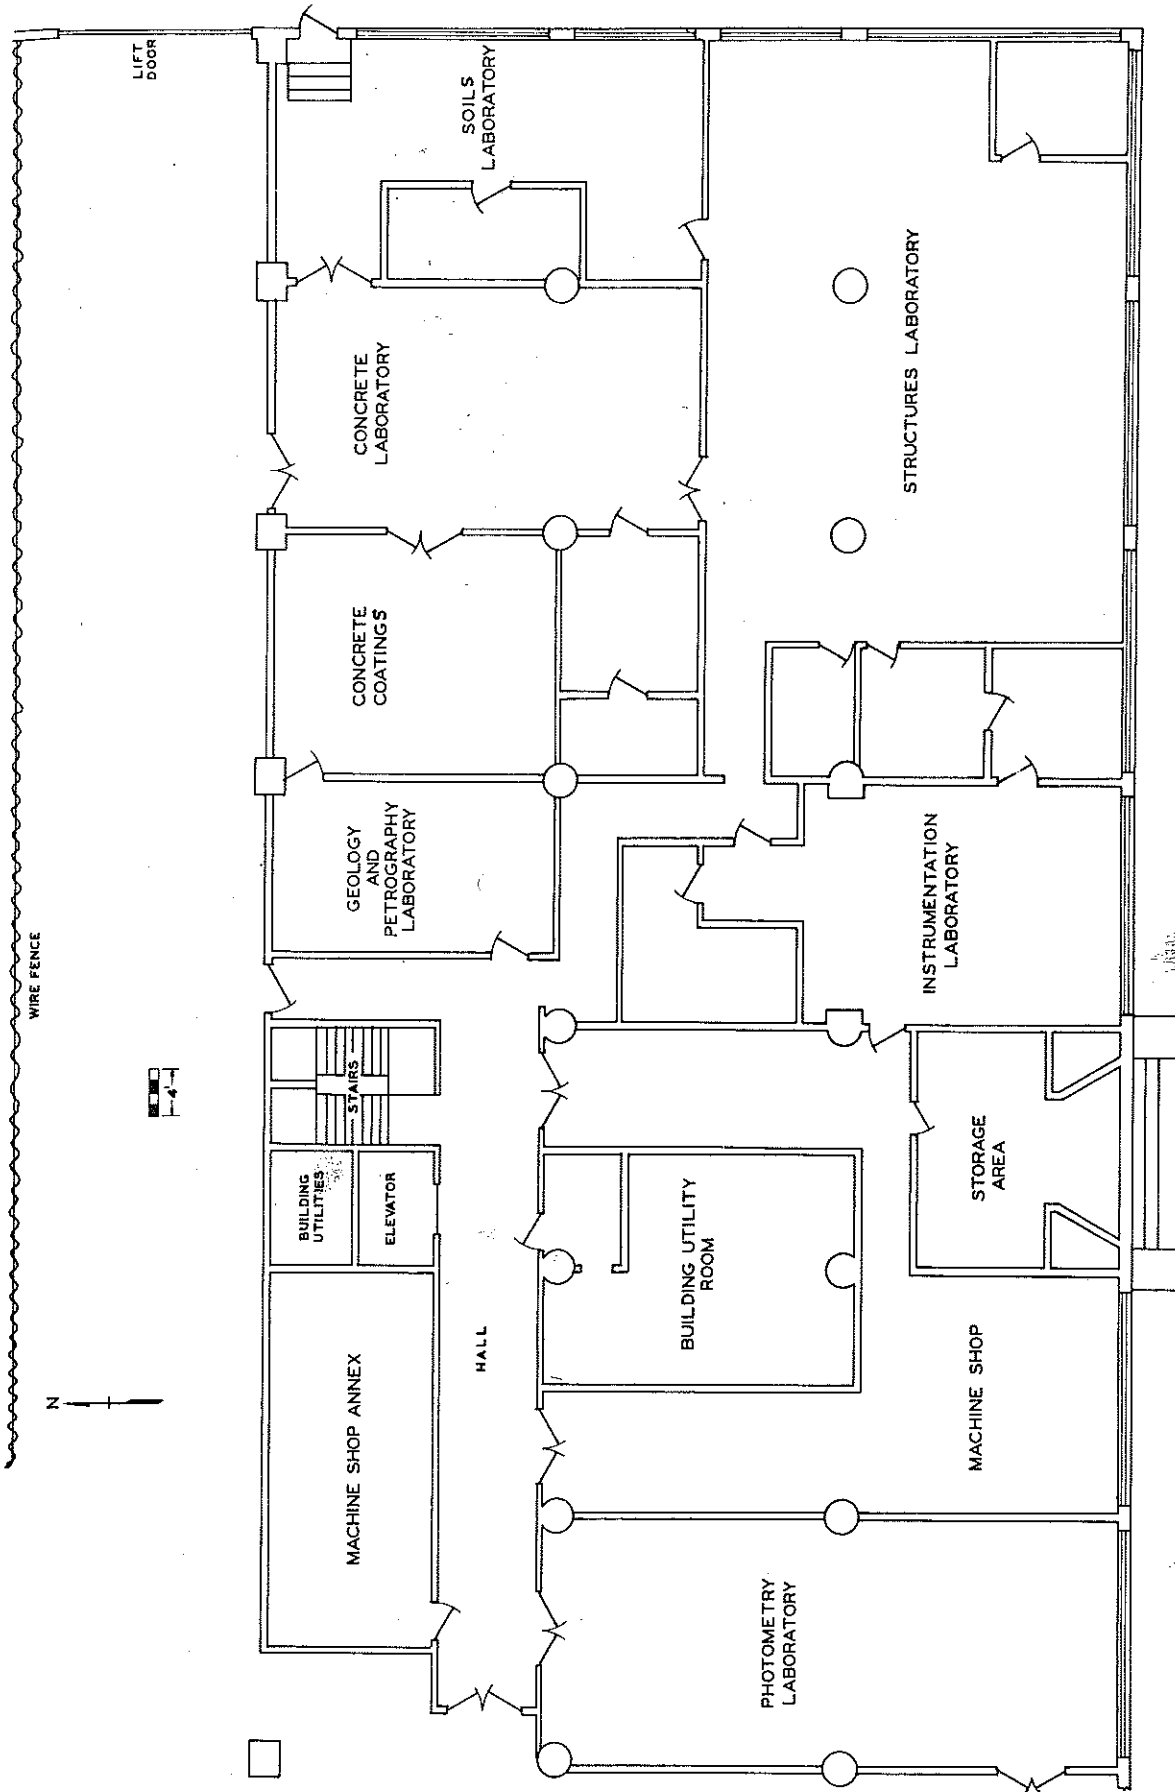 LIFT
DOOR
SOILS
LABORATORY
CONCRETE
LABORATORY
STRUCTURES LABORATORY
CONCRETE
COATINGS
WIRE FENCE
GEOLOGY
AND
PETROGRAPHY
LABORATORY
INSTRUMENTATION
LABORATORY
4'
STAIRS
BUILDING
UTILITIES
ELEVATOR
STORAGE
AREA
BUILDING UTILITY
ROOM
HALL
N
MACHINE SHOP ANNEX
MACHINE SHOP
PHOTOMETRY
LABORATORY